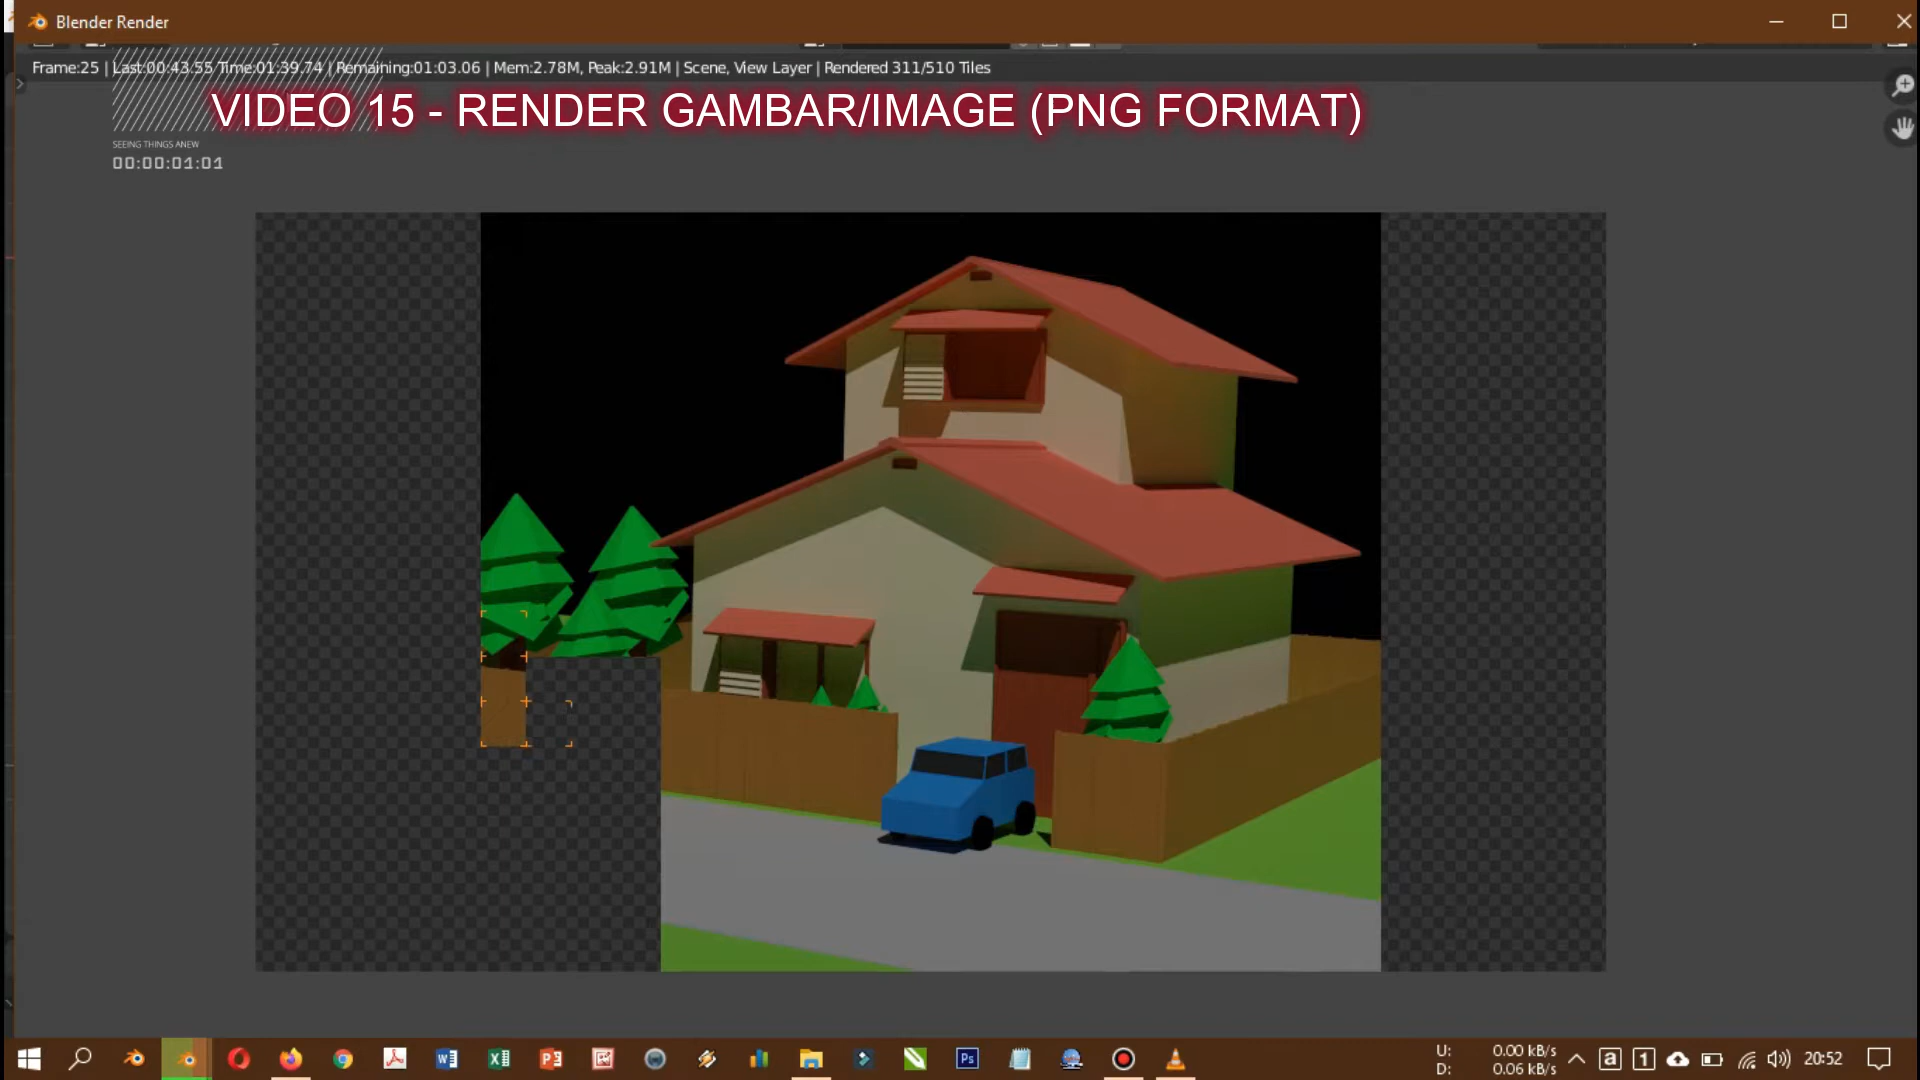 Blender Render
Frame:25 | Last:00:43.55 Time:01:39.74 | Remaining:01:03.06 | Mem:2.78M, Peak:2.91M | Scene, View Layer | Rendered 311/510 Tiles
VIDEO 15 - RENDER GAMBAR/IMAGE (PNG FORMAT)
SEEING THINGS ANEW
00:00:01:01
U: 0.00 kB/s
D: 0.06 kB/s
a 1 20:52
Ps